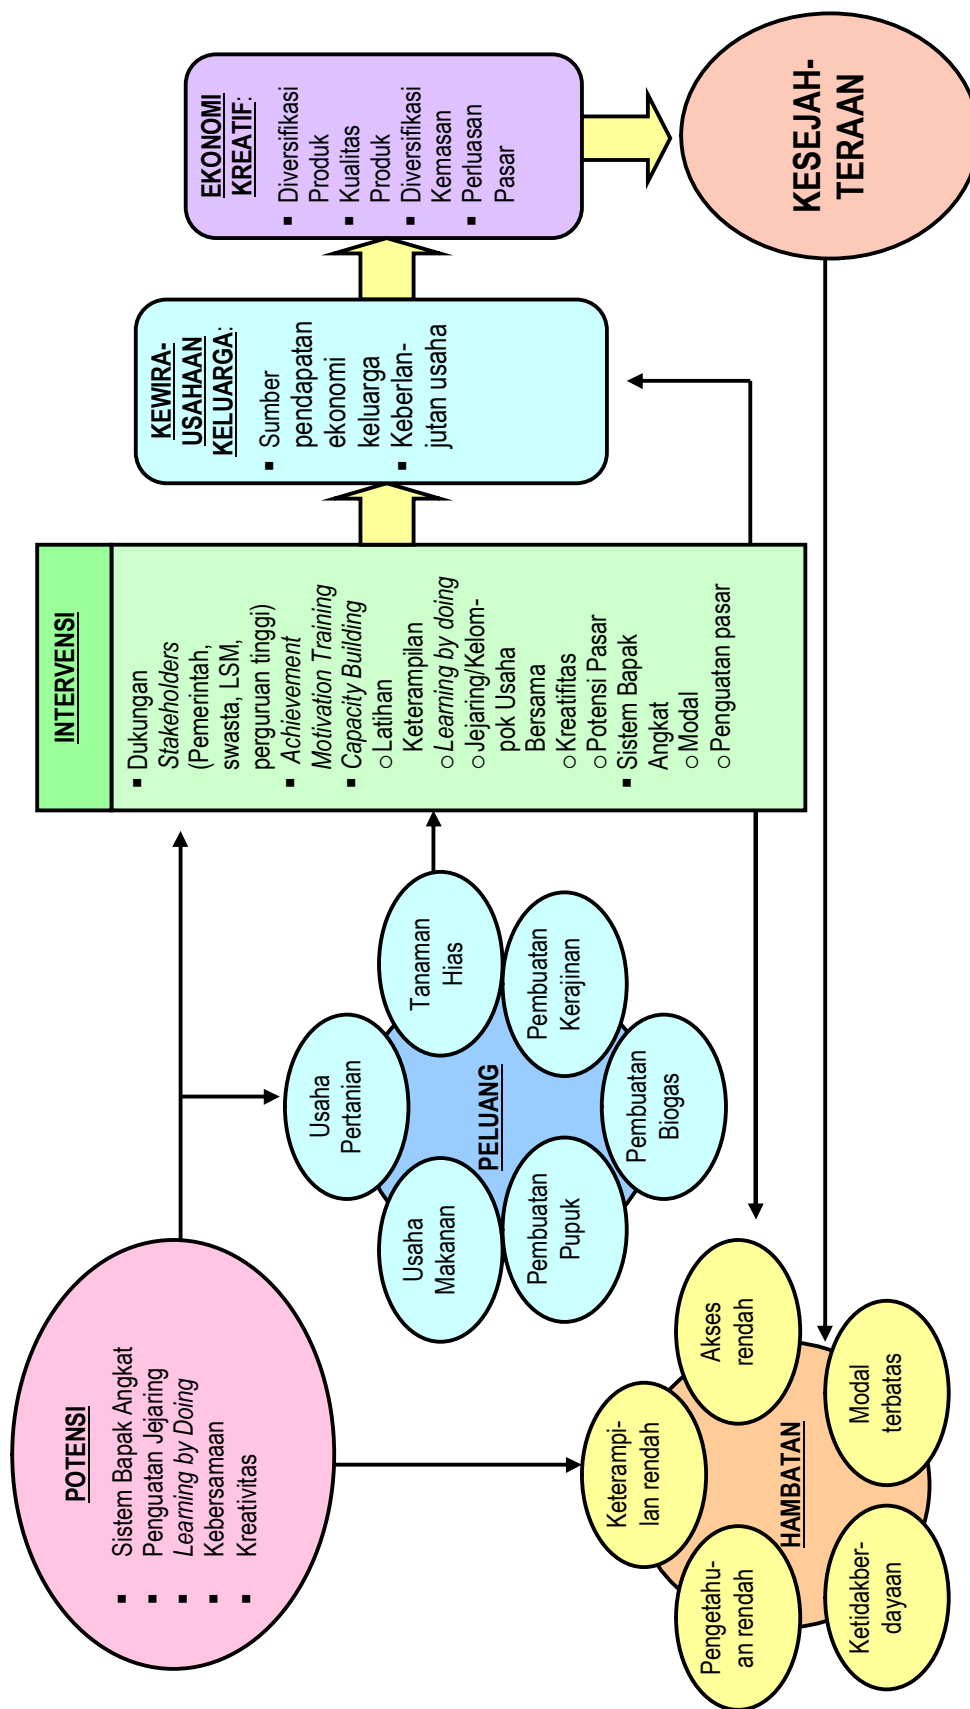 POTENSI
▪ Sistem Bapak Angkat
▪ Penguatan Jejaring
▪ Learning by Doing
▪ Kebersamaan
▪ Kreativitas
PELUANG
Usaha
Pertanian
Tanaman
Hias
Usaha
Makanan
Pembuatan
Kerajinan
Pembuatan
Pupuk
Pembuatan
Biogas
HAMBATAN
Keterampi-
lan rendah
Akses
rendah
Pengetahu-
an rendah
Modal
terbatas
Ketidakber-
dayaan
INTERVENSI
▪ Dukungan
Stakeholders
(Pemerintah,
swasta, LSM,
perguruan tinggi)
▪ Achievement
Motivation Training
▪ Capacity Building
○ Latihan
Keterampilan
○ Learning by doing
○ Jejaring/Kelom-
pok Usaha
Bersama
○ Kreatifitas
○ Potensi Pasar
▪ Sistem Bapak
Angkat
○ Modal
○ Penguatan pasar
KEWIRA-
USAHAAN
KELUARGA:
▪ Sumber
pendapatan
ekonomi
keluarga
▪ Keberlan-
jutan usaha
EKONOMI
KREATIF:
▪ Diversifikasi
Produk
▪ Kualitas
Produk
▪ Diversifikasi
Kemasan
▪ Perluasan
Pasar
KESEJAH-
TERAAN